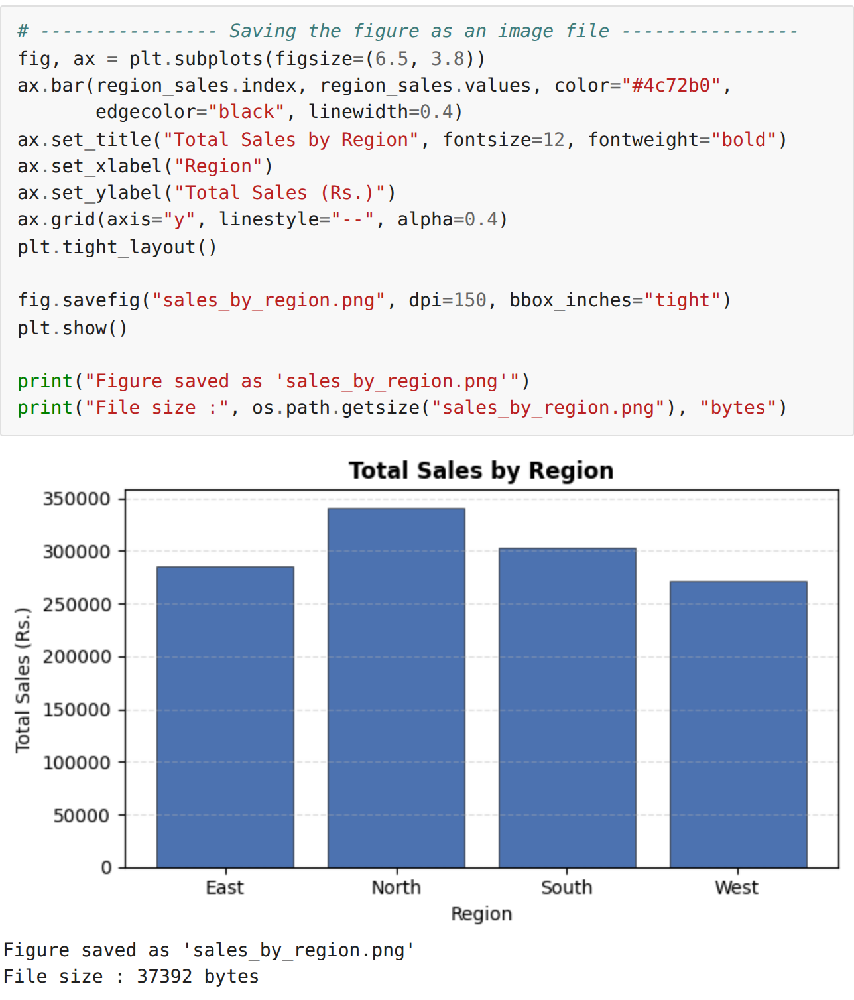 # ---------------- Saving the figure as an image file ----------------
fig, ax = plt.subplots(figsize=(6.5, 3.8))
ax.bar(region_sales.index, region_sales.values, color="#4c72b0",
       edgecolor="black", linewidth=0.4)
ax.set_title("Total Sales by Region", fontsize=12, fontweight="bold")
ax.set_xlabel("Region")
ax.set_ylabel("Total Sales (Rs.)")
ax.grid(axis="y", linestyle="--", alpha=0.4)
plt.tight_layout()

fig.savefig("sales_by_region.png", dpi=150, bbox_inches="tight")
plt.show()

print("Figure saved as 'sales_by_region.png'")
print("File size :", os.path.getsize("sales_by_region.png"), "bytes")
Total Sales by Region
Total Sales (Rs.)
350000
300000
250000
200000
150000
100000
50000
0
East North South West
Region
Figure saved as 'sales_by_region.png'
File size : 37392 bytes